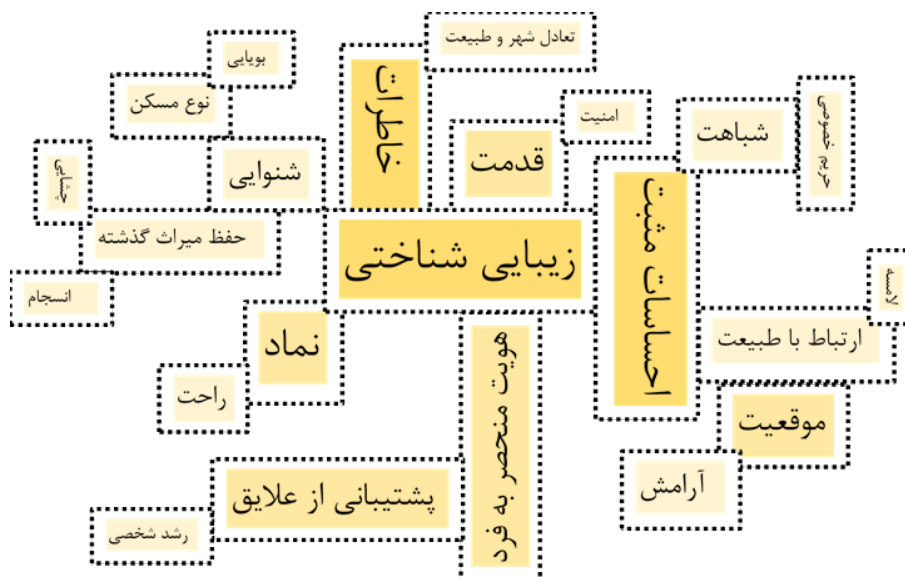 تعادل شهر و طبیعت
بویایی
خاطرات
نوع مسکن
امنیت
شباهت
حریم خصوصی
قدمت
شنوایی
چشایی
حفظ میراث گذشته
زیبایی شناختی
احساسات مثبت
لامسه
انسجام
نماد
ارتباط با طبیعت
هویت منحصر به فرد
راحت
موقعیت
پشتیبانی از علایق
آرامش
رشد شخصی